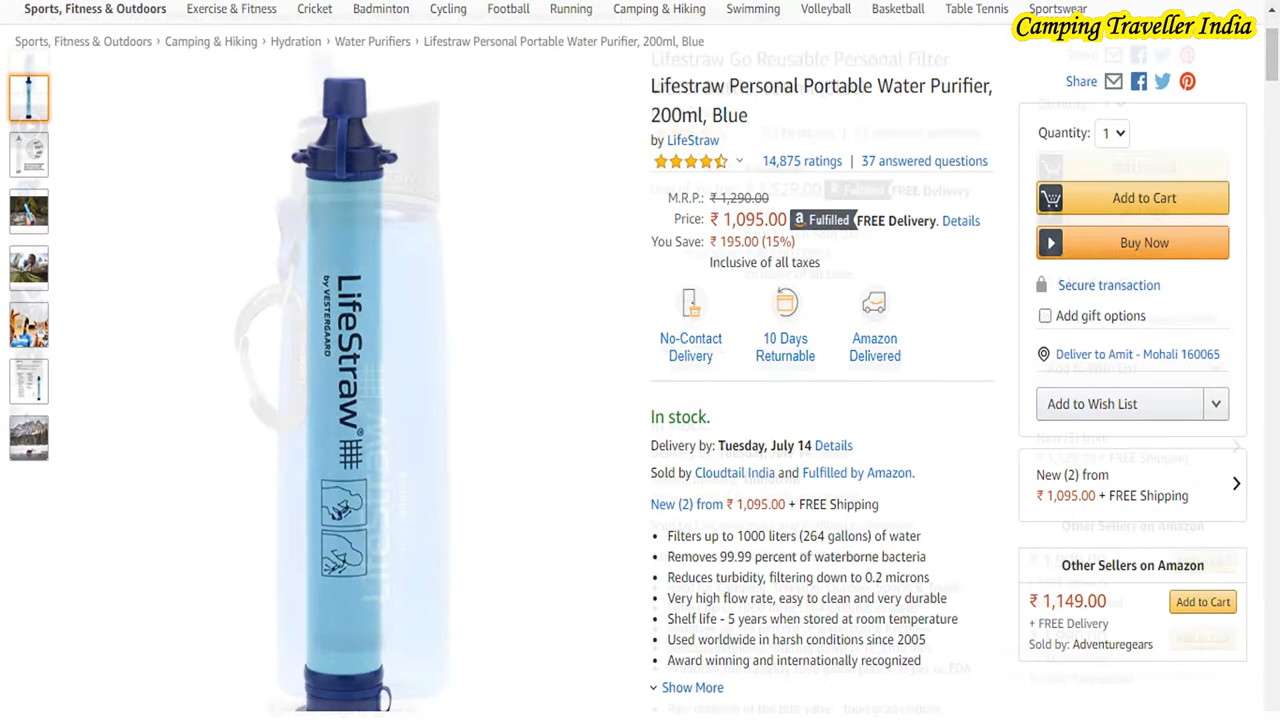 Sports, Fitness & Outdoors Exercise & Fitness Cricket Badminton Cycling Football Running Camping & Hiking Swimming Volleyball Basketball Table Tennis Sportswear
Camping Traveller India
Sports, Fitness & Outdoors › Camping & Hiking › Hydration › Water Purifiers › Lifestraw Personal Portable Water Purifier, 200ml, Blue
Lifestraw Go Reusable Personal Filter
Share
Lifestraw Personal Portable Water Purifier,
200ml, Blue
by LifeStraw
14,875 ratings | 37 answered questions
M.R.P.: ₹ 1,290.00
Price: ₹ 1,095.00 a Fulfilled FREE Delivery. Details
You Save: ₹ 195.00 (15%)
Inclusive of all taxes
No-Contact
Delivery
10 Days
Returnable
Amazon
Delivered
In stock.
Delivery by: Tuesday, July 14 Details
Sold by Cloudtail India and Fulfilled by Amazon.
New (2) from ₹ 1,095.00 + FREE Shipping
• Filters up to 1000 liters (264 gallons) of water
• Removes 99.99 percent of waterborne bacteria
• Reduces turbidity, filtering down to 0.2 microns
• Very high flow rate, easy to clean and very durable
• Shelf life - 5 years when stored at room temperature
• Used worldwide in harsh conditions since 2005
• Award winning and internationally recognized
Show More
Quantity: 1
Add to Cart
Buy Now
Secure transaction
Add gift options
Deliver to Amit - Mohali 160065
Add to Wish List
New (2) from
₹ 1,095.00 + FREE Shipping
Other Sellers on Amazon
₹ 1,149.00 Add to Cart
+ FREE Delivery
Sold by: Adventuregears
LifeStraw®
by VESTERGAARD